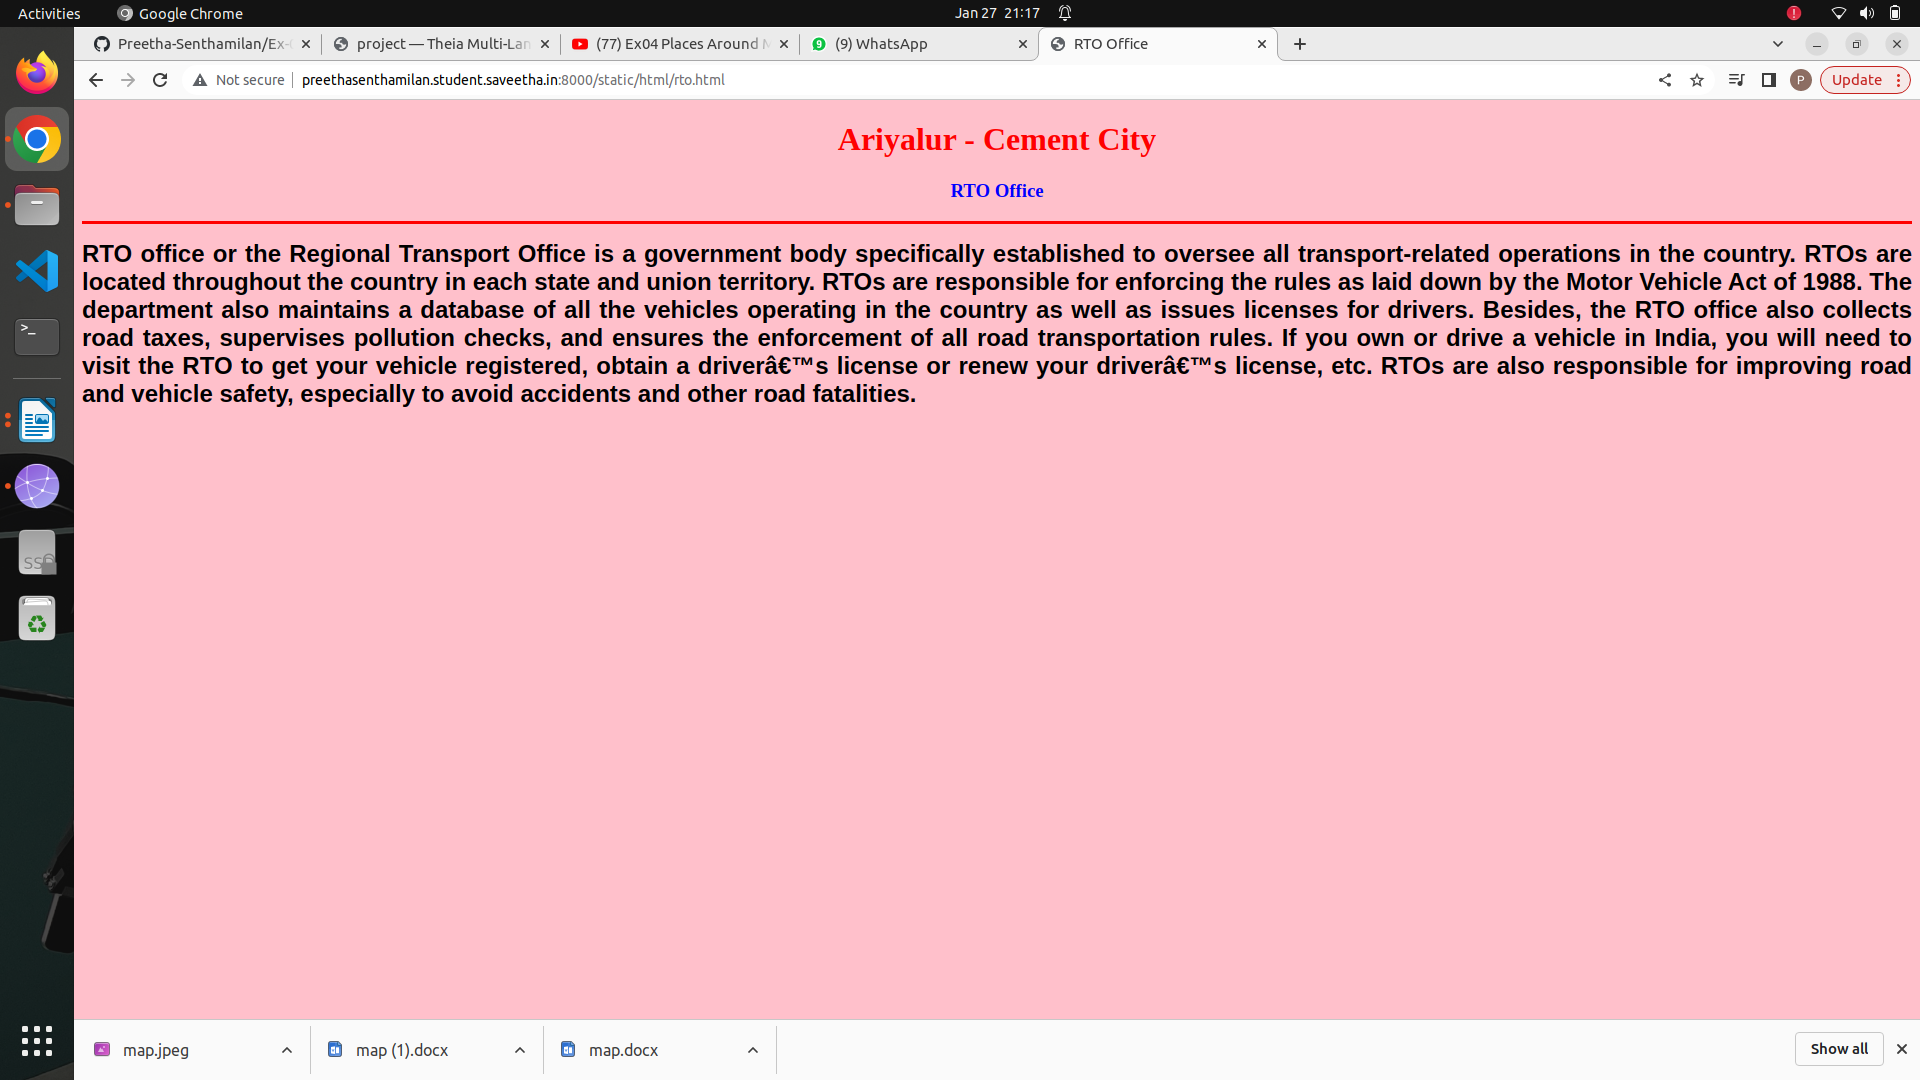 Activities
Google Chrome
Jan 27 21:17
Preetha-Senthamilan/Ex-
project — Theia Multi-Lan
(77) Ex04 Places Around
(9) WhatsApp
RTO Office
Not secure
preethasenthamilan.student.saveetha.in:8000/static/html/rto.html
P
Update
Ariyalur - Cement City
RTO Office
RTO office or the Regional Transport Office is a government body specifically established to oversee all transport-related operations in the country. RTOs are
located throughout the country in each state and union territory. RTOs are responsible for enforcing the rules as laid down by the Motor Vehicle Act of 1988. The
department also maintains a database of all the vehicles operating in the country as well as issues licenses for drivers. Besides, the RTO office also collects
road taxes, supervises pollution checks, and ensures the enforcement of all road transportation rules. If you own or drive a vehicle in India, you will need to
visit the RTO to get your vehicle registered, obtain a driverâ€™s license or renew your driverâ€™s license, etc. RTOs are also responsible for improving road
and vehicle safety, especially to avoid accidents and other road fatalities.
map.jpeg
map (1).docx
map.docx
Show all